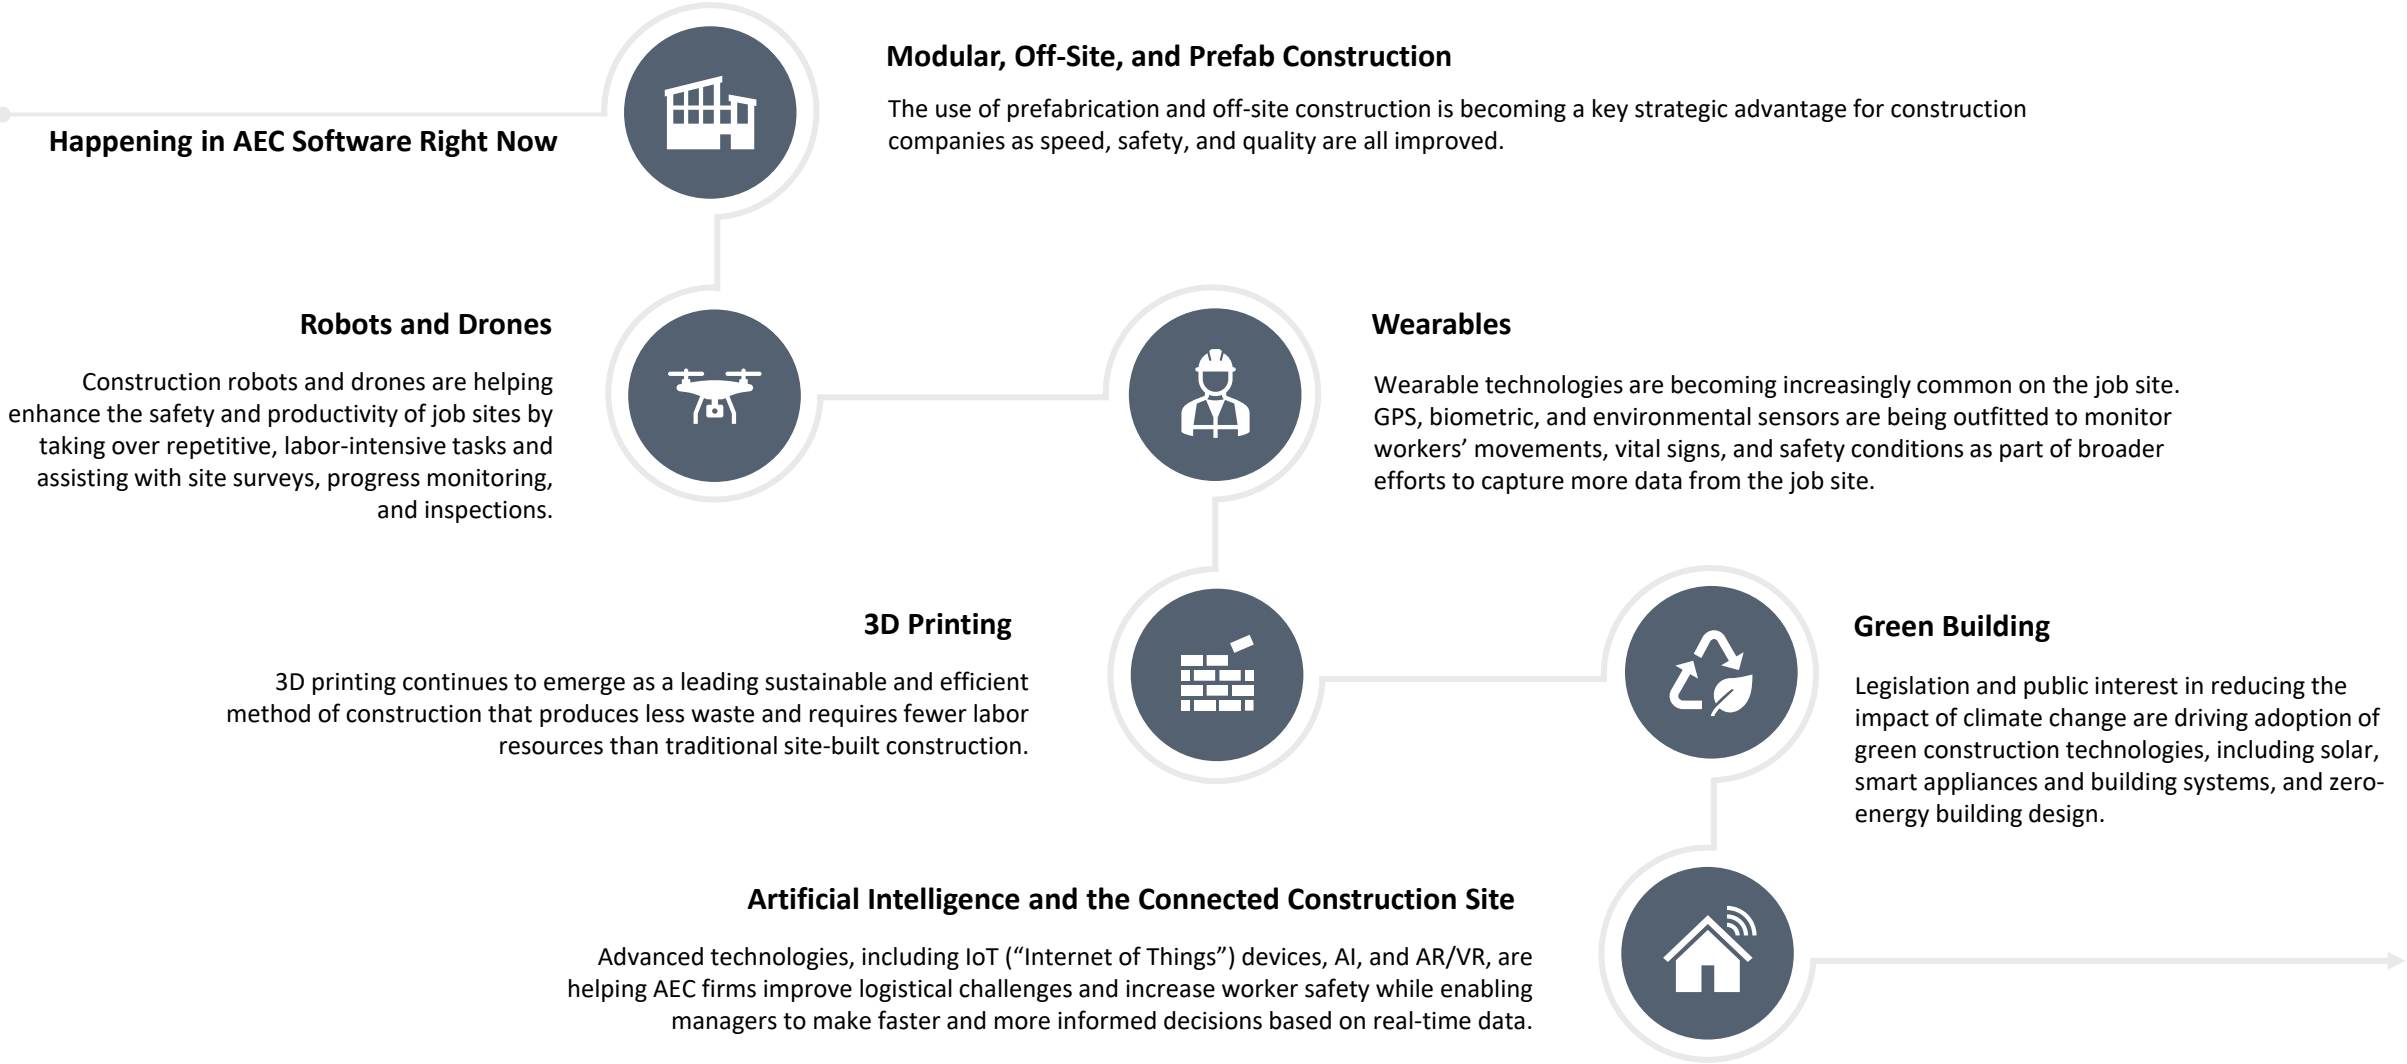 Happening in AEC Software Right Now
Modular, Off-Site, and Prefab Construction
The use of prefabrication and off-site construction is becoming a key strategic advantage for construction
companies as speed, safety, and quality are all improved.
Robots and Drones
Construction robots and drones are helping
enhance the safety and productivity of job sites by
taking over repetitive, labor-intensive tasks and
assisting with site surveys, progress monitoring,
and inspections.
Wearables
Wearable technologies are becoming increasingly common on the job site.
GPS, biometric, and environmental sensors are being outfitted to monitor
workers’ movements, vital signs, and safety conditions as part of broader
efforts to capture more data from the job site.
3D Printing
3D printing continues to emerge as a leading sustainable and efficient
method of construction that produces less waste and requires fewer labor
resources than traditional site-built construction.
Green Building
Legislation and public interest in reducing the
impact of climate change are driving adoption of
green construction technologies, including solar,
smart appliances and building systems, and zero-
energy building design.
Artificial Intelligence and the Connected Construction Site
Advanced technologies, including IoT (“Internet of Things”) devices, AI, and AR/VR, are
helping AEC firms improve logistical challenges and increase worker safety while enabling
managers to make faster and more informed decisions based on real-time data.